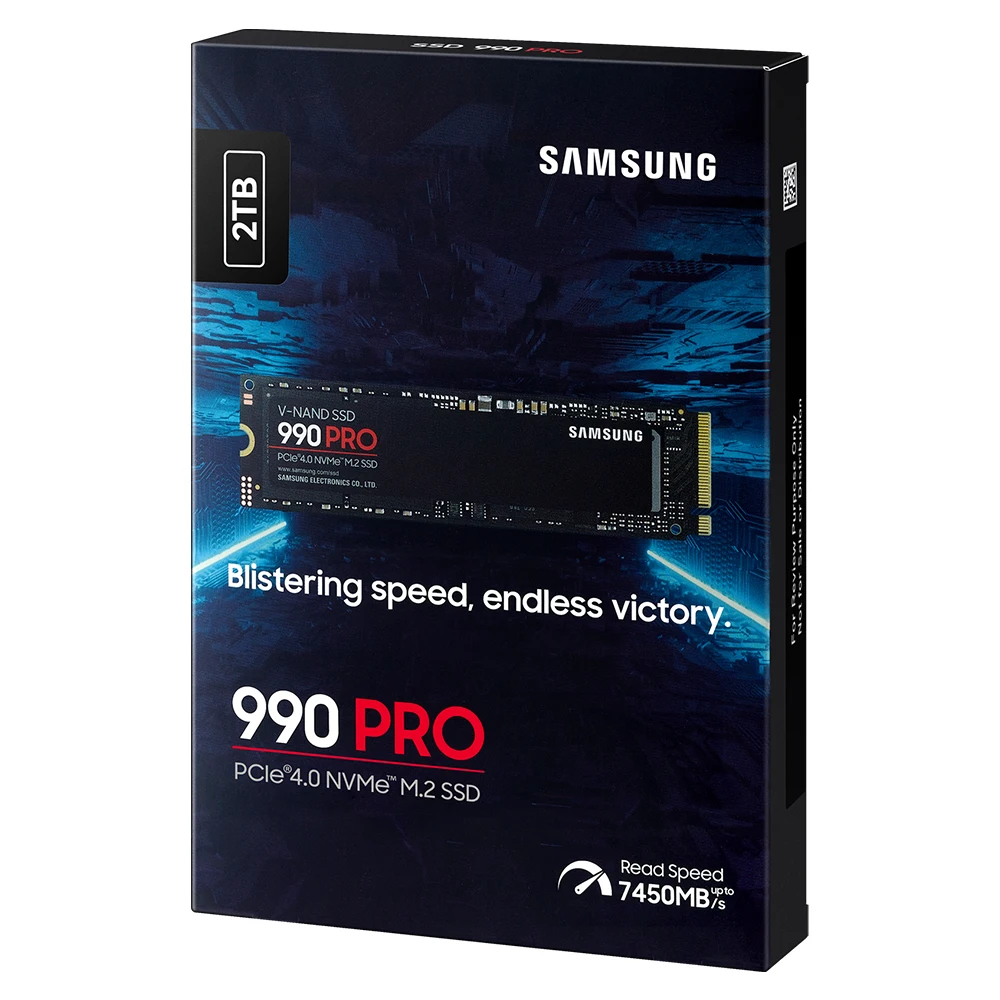 SSD 990 PRO
SAMSUNG
2TB
V-NAND SSD
990 PRO
PCIe®4.0 NVMe™ M.2 SSD
www.samsung.com/ssd
SAMSUNG ELECTRONICS CO., LTD.
SAMSUNG
Blistering speed, endless victory.
990 PRO
PCIe®4.0 NVMe™ M.2 SSD
Read Speed
up to
7450MB/s
For Review Purpose Only
Not for Sale or Distribution